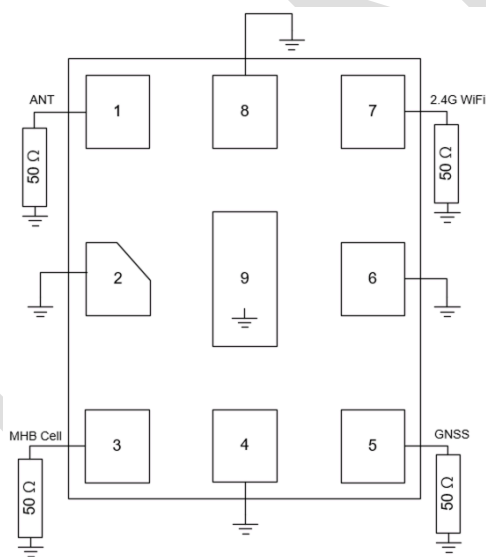 ANT
50 Ω
1
8
7
2.4G WiFi
50 Ω
2
9
6
MHB Cell
50 Ω
3
4
5
GNSS
50 Ω